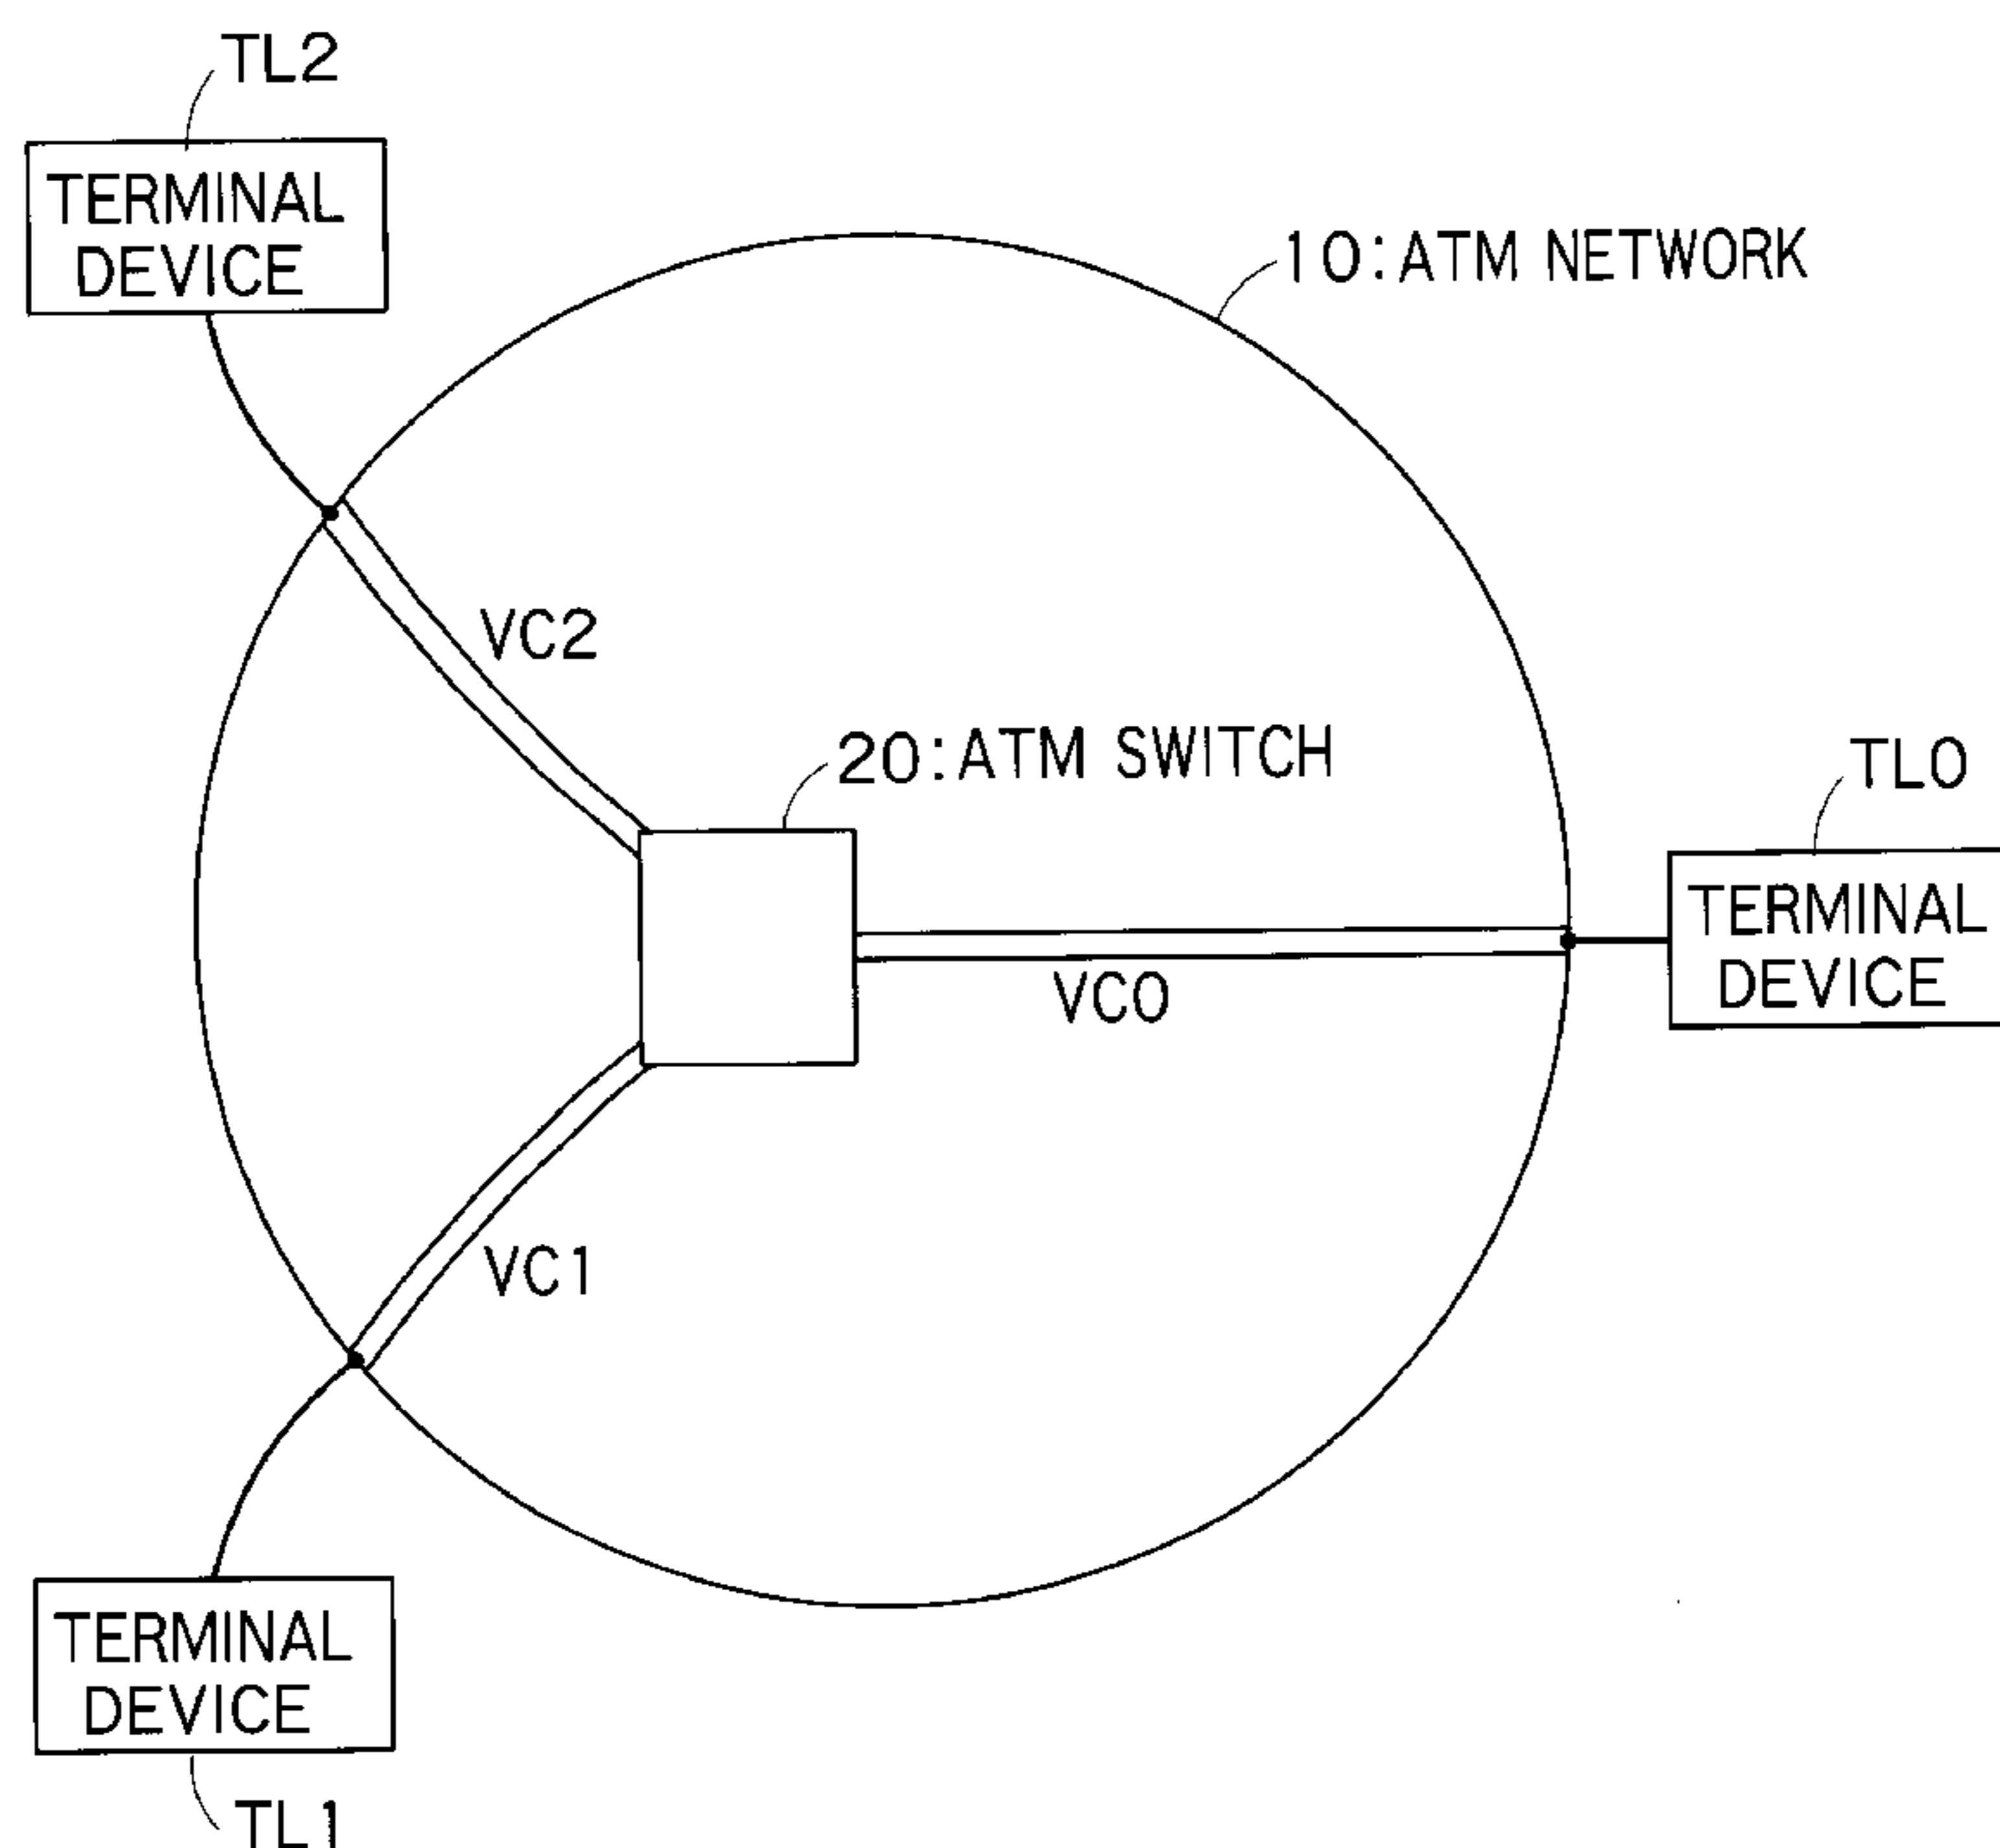 TL2
TERMINAL
DEVICE
10:ATM NETWORK
VC2
20:ATM SWITCH
TL0
TERMINAL
DEVICE
VC0
VC1
TERMINAL
DEVICE
TL1